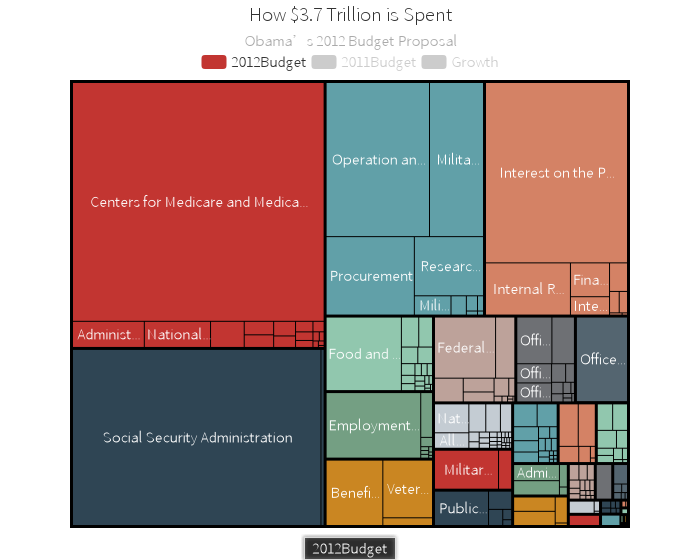 How $3.7 Trillion is Spent
Obama's 2012 Budget Proposal
2012Budget 2011Budget Growth
Centers for Medicare and Medica...
Administ... National...
Social Security Administration
Operation an... Milita...
Procurement Researc...
Mili...
Interest on the P...
Internal R... Fina...
Inte...
Food and ...
Employment...
Benefi... Veter...
Federal...
Offi...
Offi...
Offi...
Office...
Nat...
All
Militar...
Public...
Admi...
2012Budget